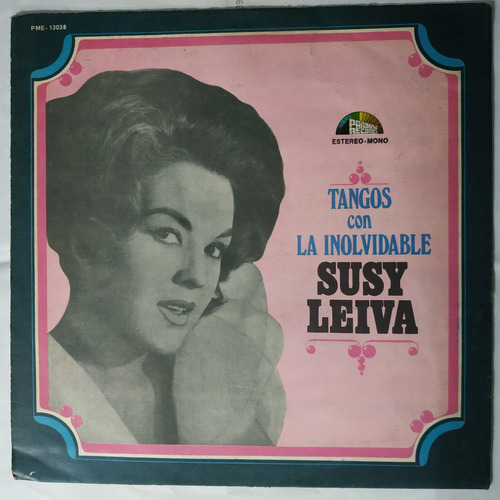 PME-13038
ESTEREO-MONO
TANGOS
con
LA INOLVIDABLE
SUSY
LEIVA